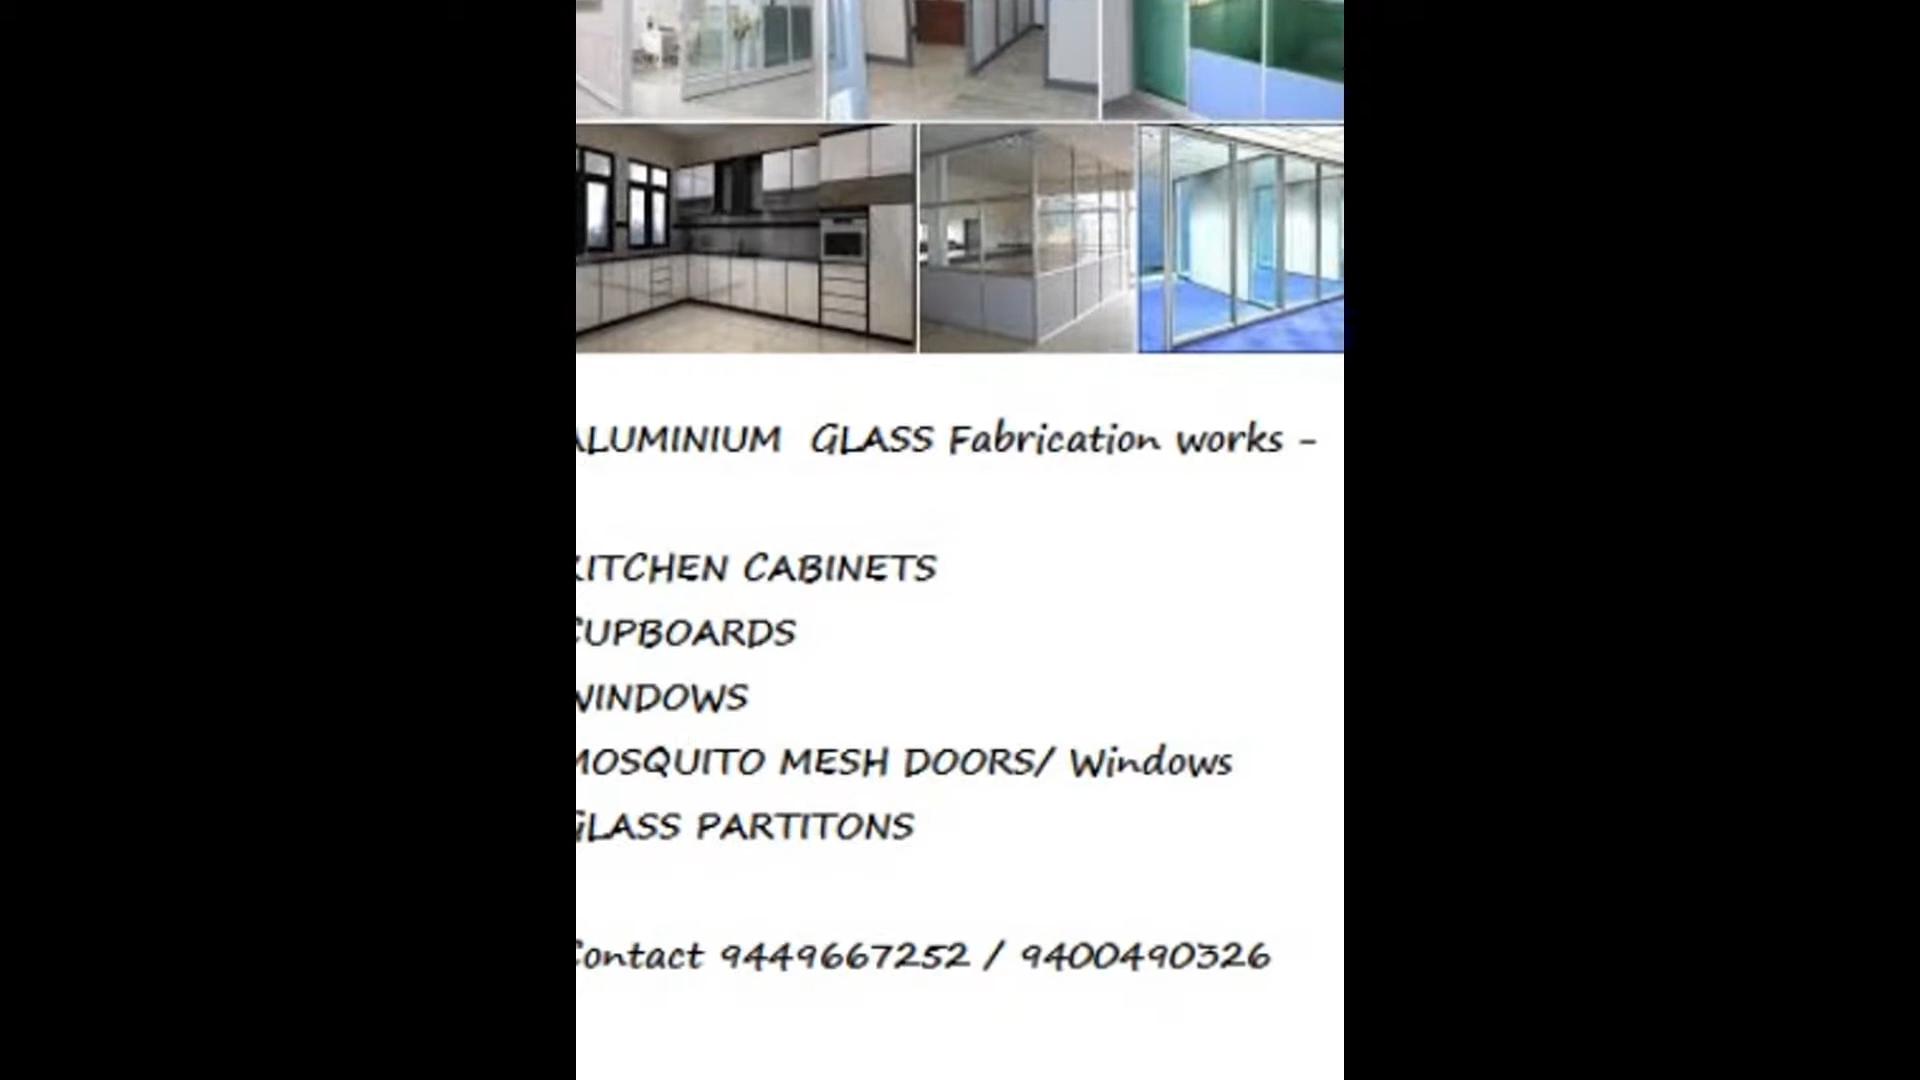 ALUMINIUM GLASS Fabrication works -
KITCHEN CABINETS
CUPBOARDS
WINDOWS
MOSQUITO MESH DOORS/ Windows
GLASS PARTITONS
Contact 9449667252 / 9400490326